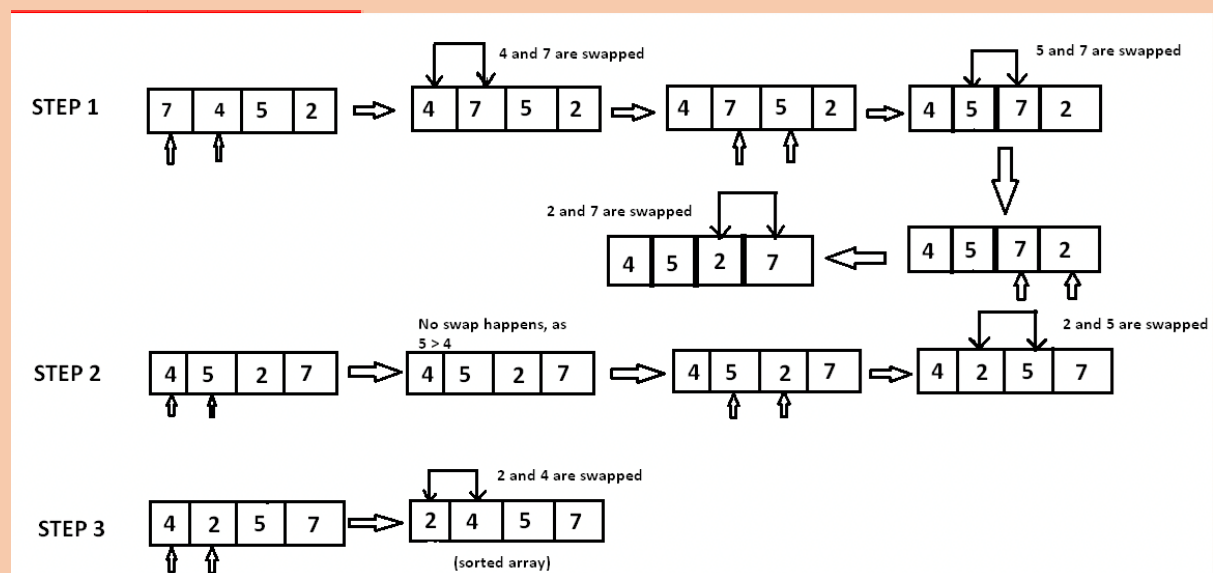 4 and 7 are swapped
5 and 7 are swapped
STEP 1
7 4 5 2
4 7 5 2
4 7 5 2
4 5 7 2
2 and 7 are swapped
4 5 2 7
4 5 7 2
No swap happens, as
5 > 4
2 and 5 are swapped
STEP 2
4 5 2 7
4 5 2 7
4 5 2 7
4 2 5 7
2 and 4 are swapped
STEP 3
4 2 5 7
2 4 5 7
(sorted array)